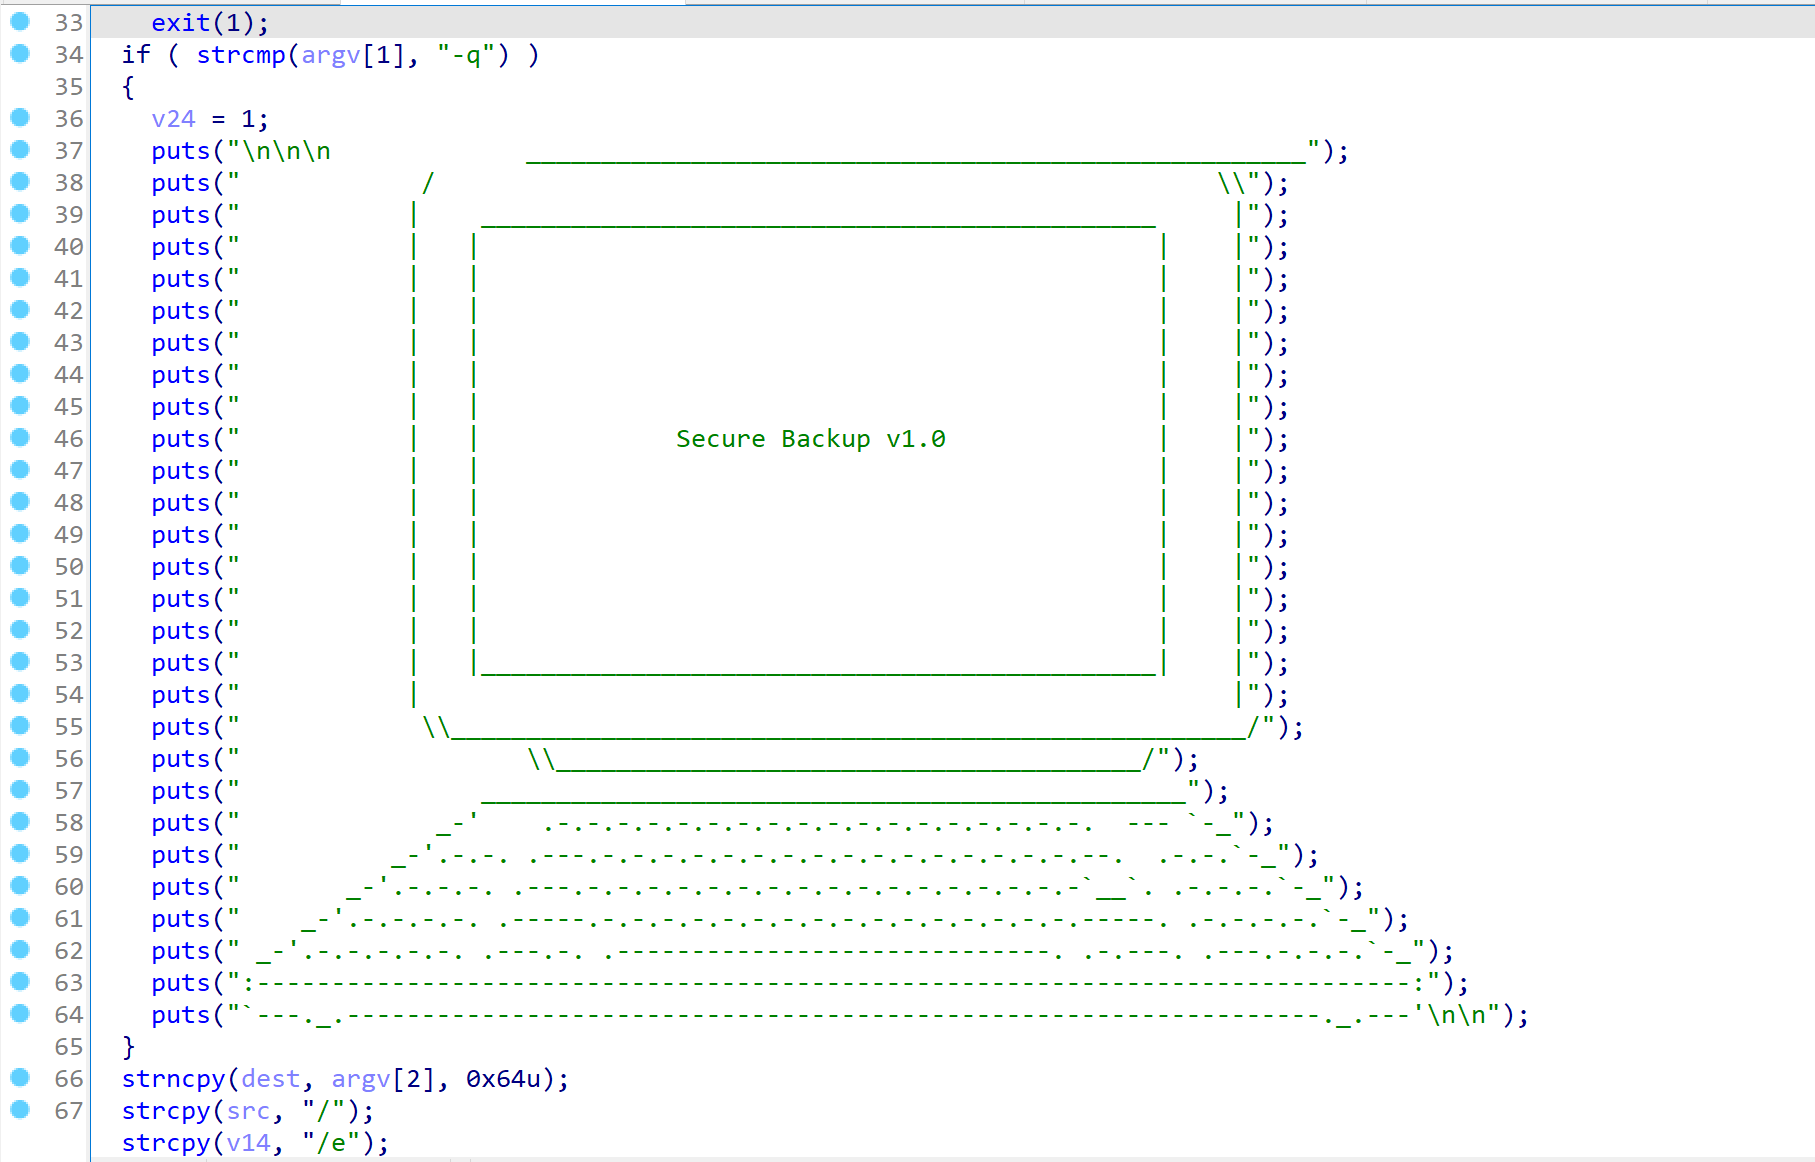 33 exit(1);
34 if ( strcmp(argv[1], "-q") )
35 {
36 v24 = 1;
37 puts("\n\n\n             ____________________________________________________");
38 puts("            /                                                    \\");
39 puts("           |    _____________________________________________     |");
40 puts("           |   |                                             |    |");
41 puts("           |   |                                             |    |");
42 puts("           |   |                                             |    |");
43 puts("           |   |                                             |    |");
44 puts("           |   |                                             |    |");
45 puts("           |   |                                             |    |");
46 puts("           |   |             Secure Backup v1.0              |    |");
47 puts("           |   |                                             |    |");
48 puts("           |   |                                             |    |");
49 puts("           |   |                                             |    |");
50 puts("           |   |                                             |    |");
51 puts("           |   |                                             |    |");
52 puts("           |   |                                             |    |");
53 puts("           |   |_____________________________________________|    |");
54 puts("           |                                                      |");
55 puts("            \\_____________________________________________________/");
56 puts("                   \\_______________________________________/");
57 puts("                _______________________________________________");
58 puts("             _-'    .-.-.-.-.-.-.-.-.-.-.-.-.-.-.-.-.-.-.  --- `-_");
59 puts("          _-'.-.-. .---.-.-.-.-.-.-.-.-.-.-.-.-.-.-.-.--.  .-.-.`-_");
60 puts("       _-'.-.-.-. .---.-.-.-.-.-.-.-.-.-.-.-.-.-.-.-`__`. .-.-.-.`-_");
61 puts("    _-'.-.-.-.-. .-----.-.-.-.-.-.-.-.-.-.-.-.-.-.-.-.-----. .-.-.-.-.`-_");
62 puts(" _-'.-.-.-.-.-. .---.-. .-----------------------------. .-.---. .---.-.-.-.`-_");
63 puts(":-----------------------------------------------------------------------------:");
64 puts("`---._.-----------------------------------------------------------------._.---'\n\n");
65 }
66 strncpy(dest, argv[2], 0x64u);
67 strcpy(src, "/");
strcpy(v14, "/e");